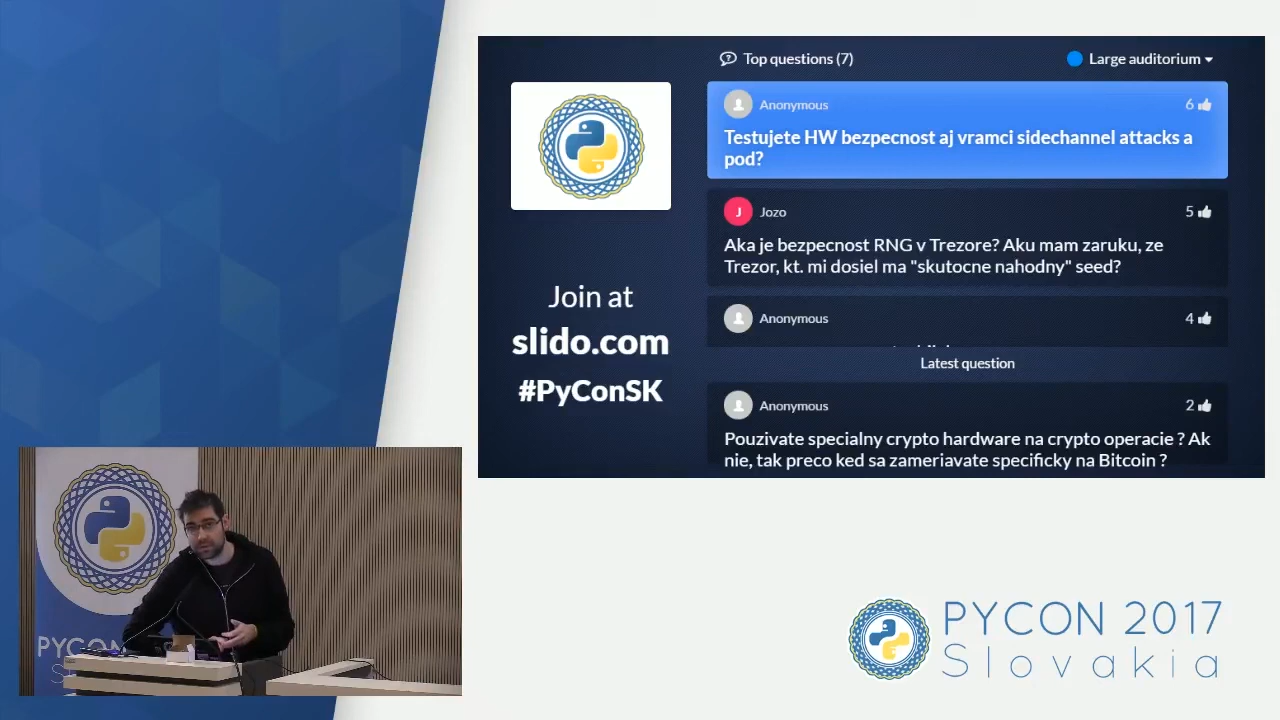 Top questions (7)
Large auditorium
Anonymous
6
Testujete HW bezpecnost aj vramci sidechannel attacks a
pod?
J
Jozo
5
Aka je bezpecnost RNG v Trezore? Aku mam zaruku, ze
Trezor, kt. mi dosiel ma "skutocne nahodny" seed?
Anonymous
4
Latest question
Anonymous
2
Pouzivate specialny crypto hardware na crypto operacie ? Ak
nie, tak preco ked sa zameriavate specificky na Bitcoin ?
Join at
slido.com
#PyConSK
PYCON 2017
Slovakia